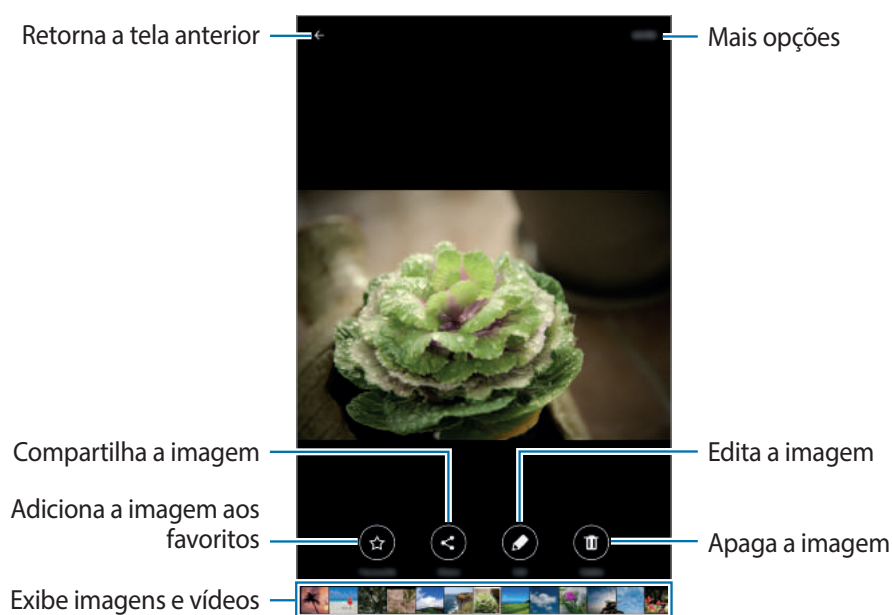 Retorna a tela anterior
Mais opções
Compartilha a imagem
Edita a imagem
Adiciona a imagem aos
favoritos
Apaga a imagem
Exibe imagens e vídeos